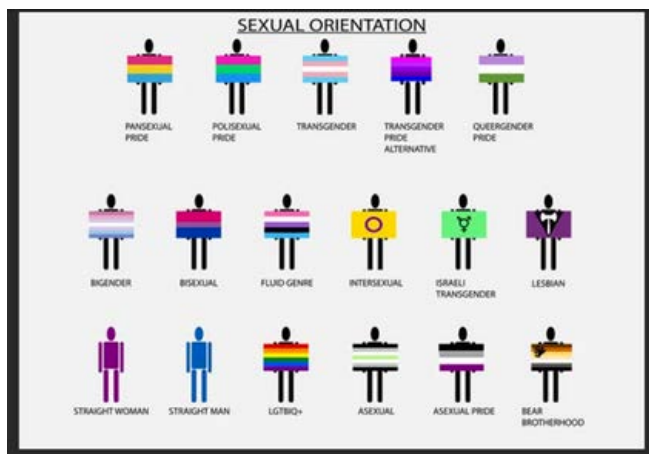 SEXUAL ORIENTATION
PANSEXUAL
PRIDE
POLISEXUAL
PRIDE
TRANSGENDER
TRANSGENDER
PRIDE
ALTERNATIVE
QUEERGENDER
PRIDE
BIGENDER
BISEXUAL
FLUID GENRE
INTERSEXUAL
ISRAELI
TRANSGENDER
LESBIAN
STRAIGHT WOMAN
STRAIGHT MAN
LGTBIQ+
ASEXUAL
ASEXUAL PRIDE
BEAR
BROTHERHOOD